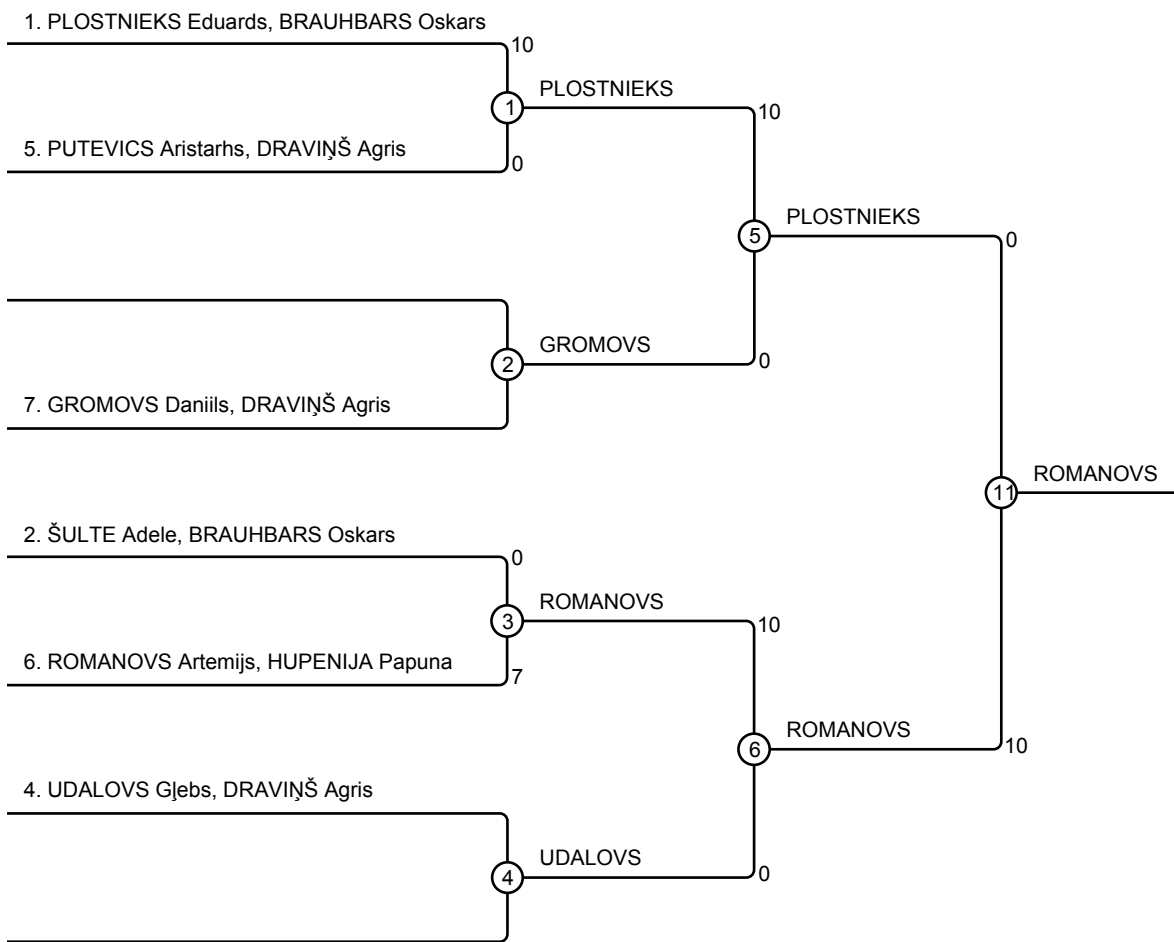 1. PLOSTNIEKS Eduards, BRAUHBARS Oskars
10
1
PLOSTNIEKS
10
5. PUTEVICS Aristarhs, DRAVIŅŠ Agris
0
5
PLOSTNIEKS
0
2
GROMOVS
0
7. GROMOVS Daniils, DRAVIŅŠ Agris
11
ROMANOVS
2. ŠULTE Adele, BRAUHBARS Oskars
0
3
ROMANOVS
10
6. ROMANOVS Artemijs, HUPENIJA Papuna
7
6
ROMANOVS
10
4. UDALOVS Gļebs, DRAVIŅŠ Agris
4
UDALOVS
0